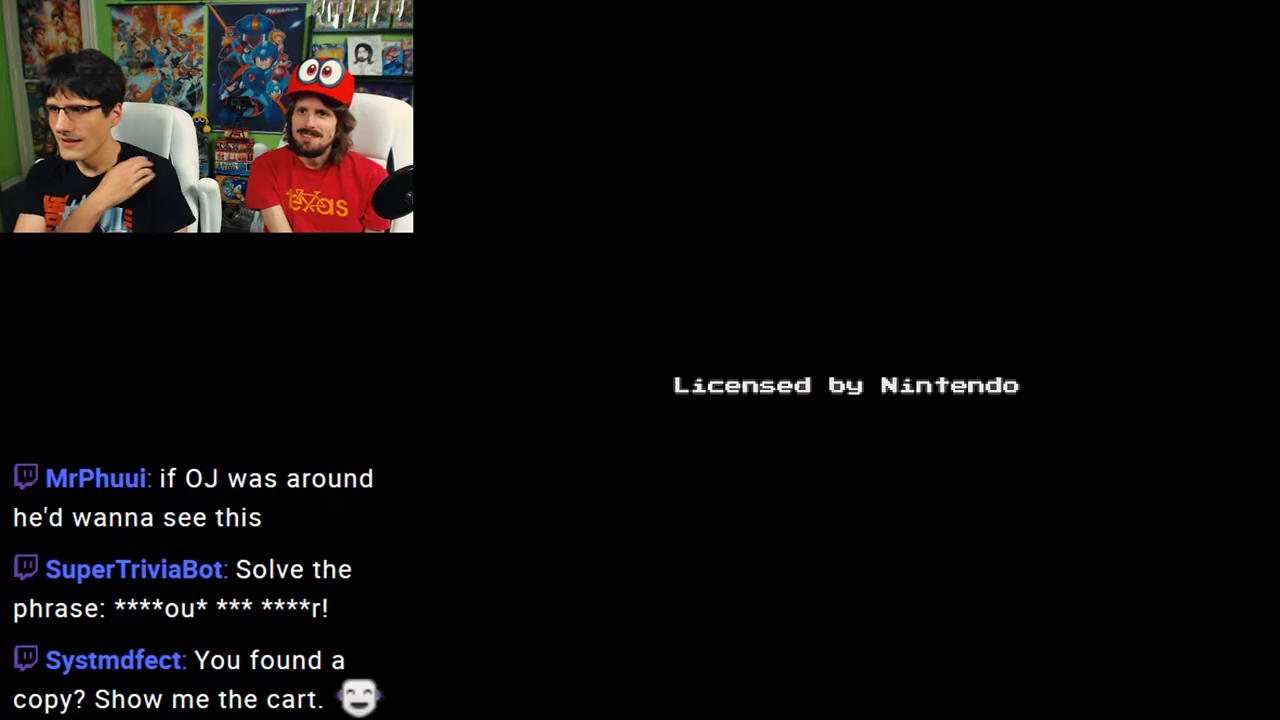 texas
Licensed by Nintendo
MrPhuui: if OJ was around
he'd wanna see this
SuperTriviaBot: Solve the
phrase: ****ou* *** ****r!
Systmdfect: You found a
copy? Show me the cart.